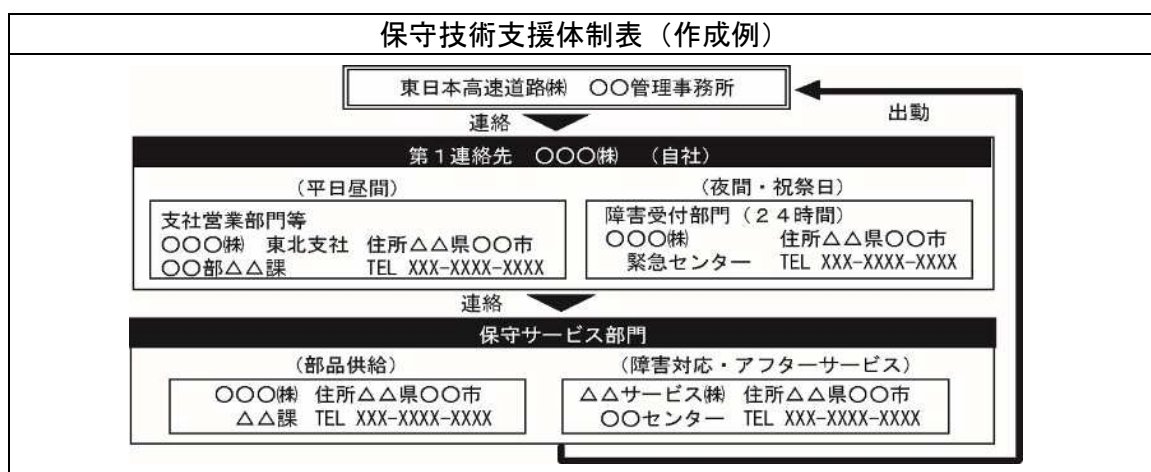 保守技術支援体制表（作成例）
東日本高速道路㈱　〇〇管理事務所
連絡
出動
第１連絡先　〇〇〇㈱　（自社）
（平日昼間）
支社営業部門等
〇〇〇㈱　東北支社　住所△△県〇〇市
〇〇部△△課　TEL XXX-XXXX-XXXX
（夜間・祝祭日）
障害受付部門（２４時間）
〇〇〇㈱　住所△△県〇〇市
緊急センター　TEL XXX-XXXX-XXXX
連絡
保守サービス部門
（部品供給）
〇〇〇㈱　住所△△県〇〇市
△△課　TEL XXX-XXXX-XXXX
（障害対応・アフターサービス）
△△サービス㈱　住所△△県〇〇市
〇〇センター　TEL XXX-XXXX-XXXX